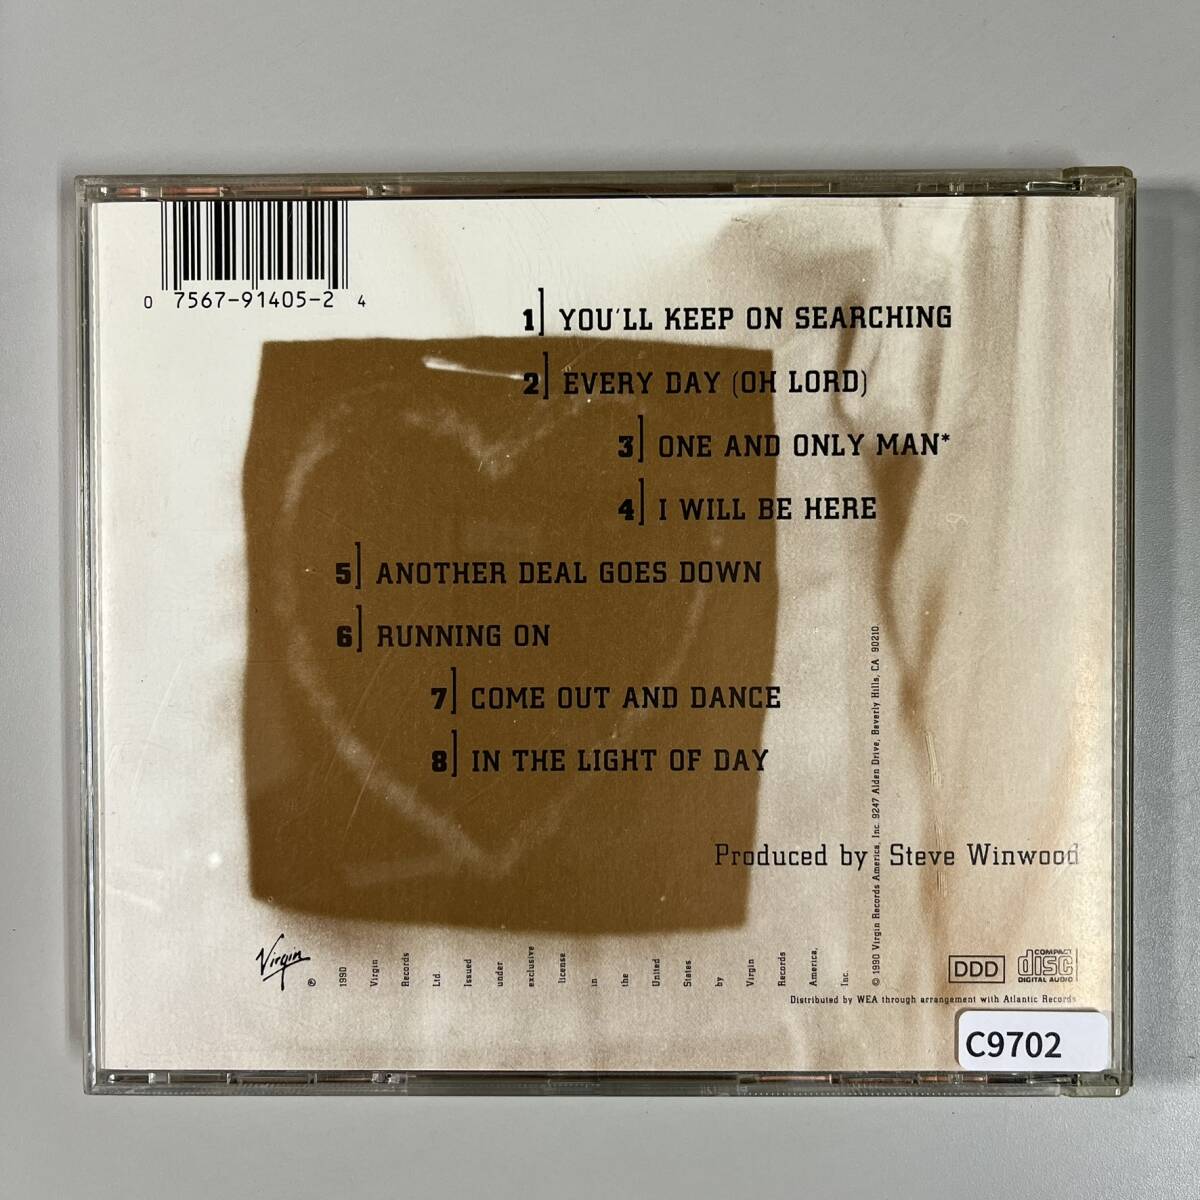 0 7567-91405-2 4
1] YOU'LL KEEP ON SEARCHING
2] EVERY DAY (OH LORD)
3] ONE AND ONLY MAN*
4] I WILL BE HERE
5] ANOTHER DEAL GOES DOWN
6] RUNNING ON
7] COME OUT AND DANCE
8] IN THE LIGHT OF DAY
Produced by Steve Winwood
Virgin
℗ 1990 Virgin Records Ltd. Issued under exclusive license in the United States by Virgin Records America, Inc.
© 1990 Virgin Records America, Inc. 9247 Alden Drive, Beverly Hills, CA 90210
DDD
COMPACT
disc
DIGITAL AUDIO
Distributed by WEA through arrangement with Atlantic Records
C9702